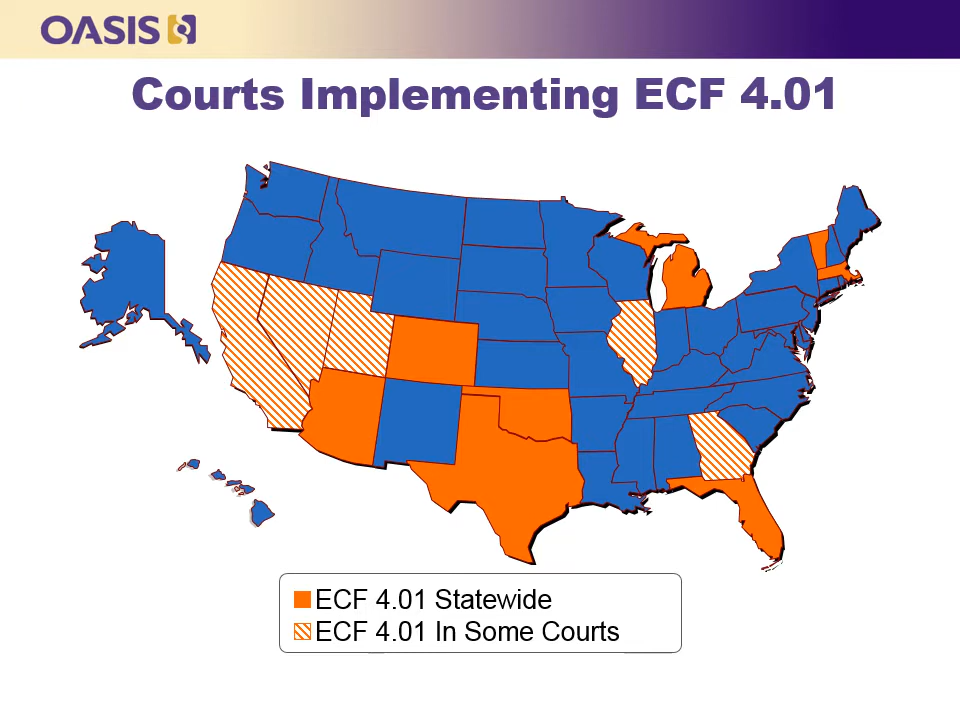 OASIS
Courts Implementing ECF 4.01
ECF 4.01 Statewide
ECF 4.01 In Some Courts